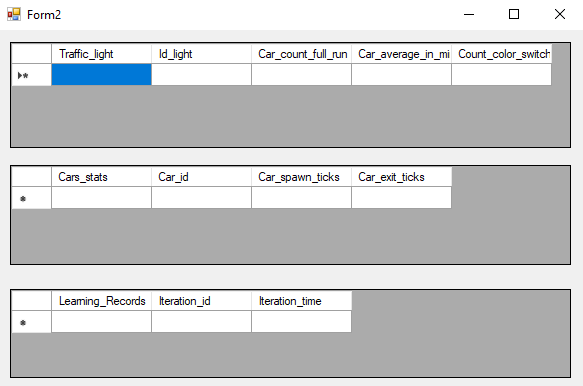 Form2
Traffic_light Id_light Car_count_full_run Car_average_in_mi Count_color_switch
Cars_stats Car_id Car_spawn_ticks Car_exit_ticks
Learning_Records Iteration_id Iteration_time